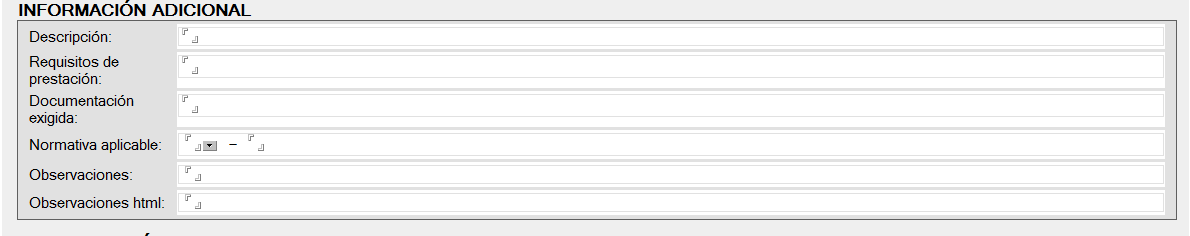 INFORMACIÓN ADICIONAL
Descripción:
Requisitos de
prestación:
Documentación
exigida:
Normativa aplicable: –
Observaciones:
Observaciones html: